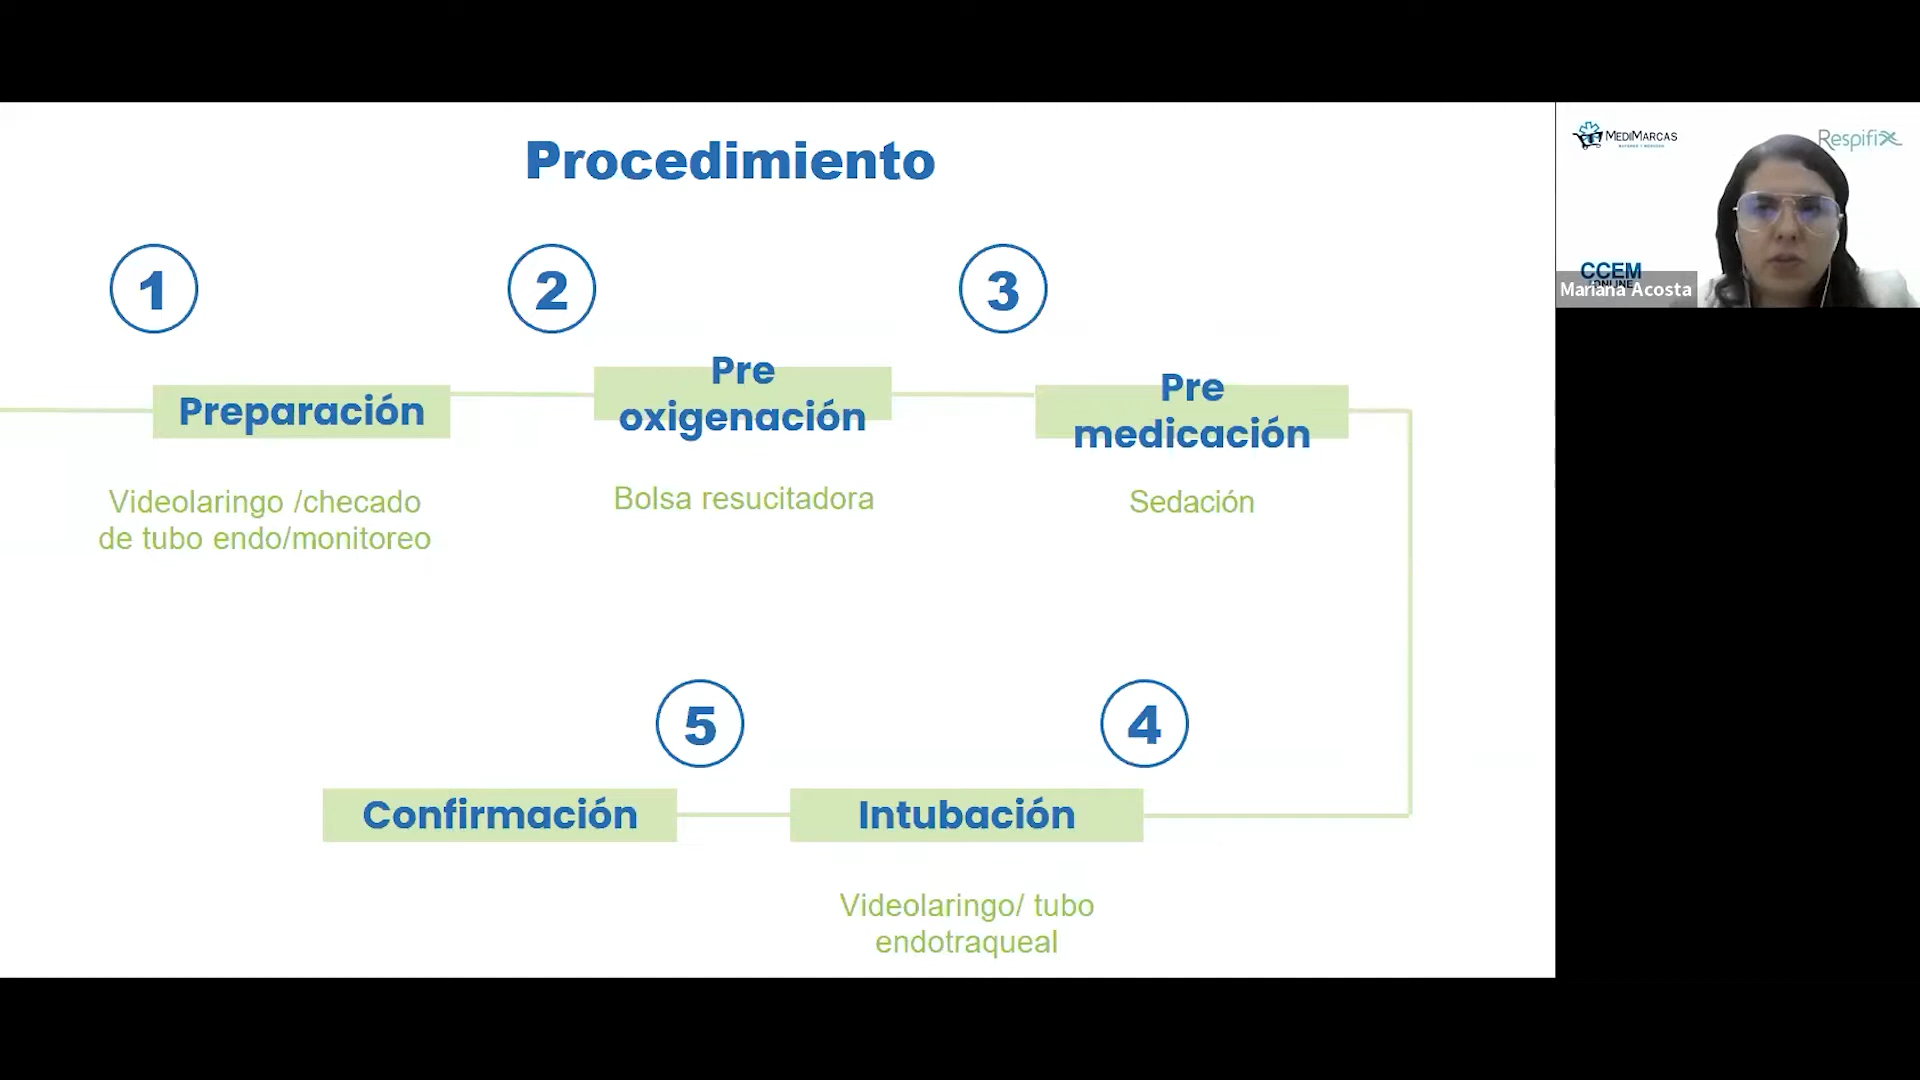 Procedimiento
1
2
3
Preparación
Pre
oxigenación
Pre
medicación
Videolaringo /checado
de tubo endo/monitoreo
Bolsa resucitadora
Sedación
5
4
Confirmación
Intubación
Videolaringo/ tubo
endotraqueal
MEDIMARCAS
Respifix
CCEM
ONLINE
Mariana Acosta